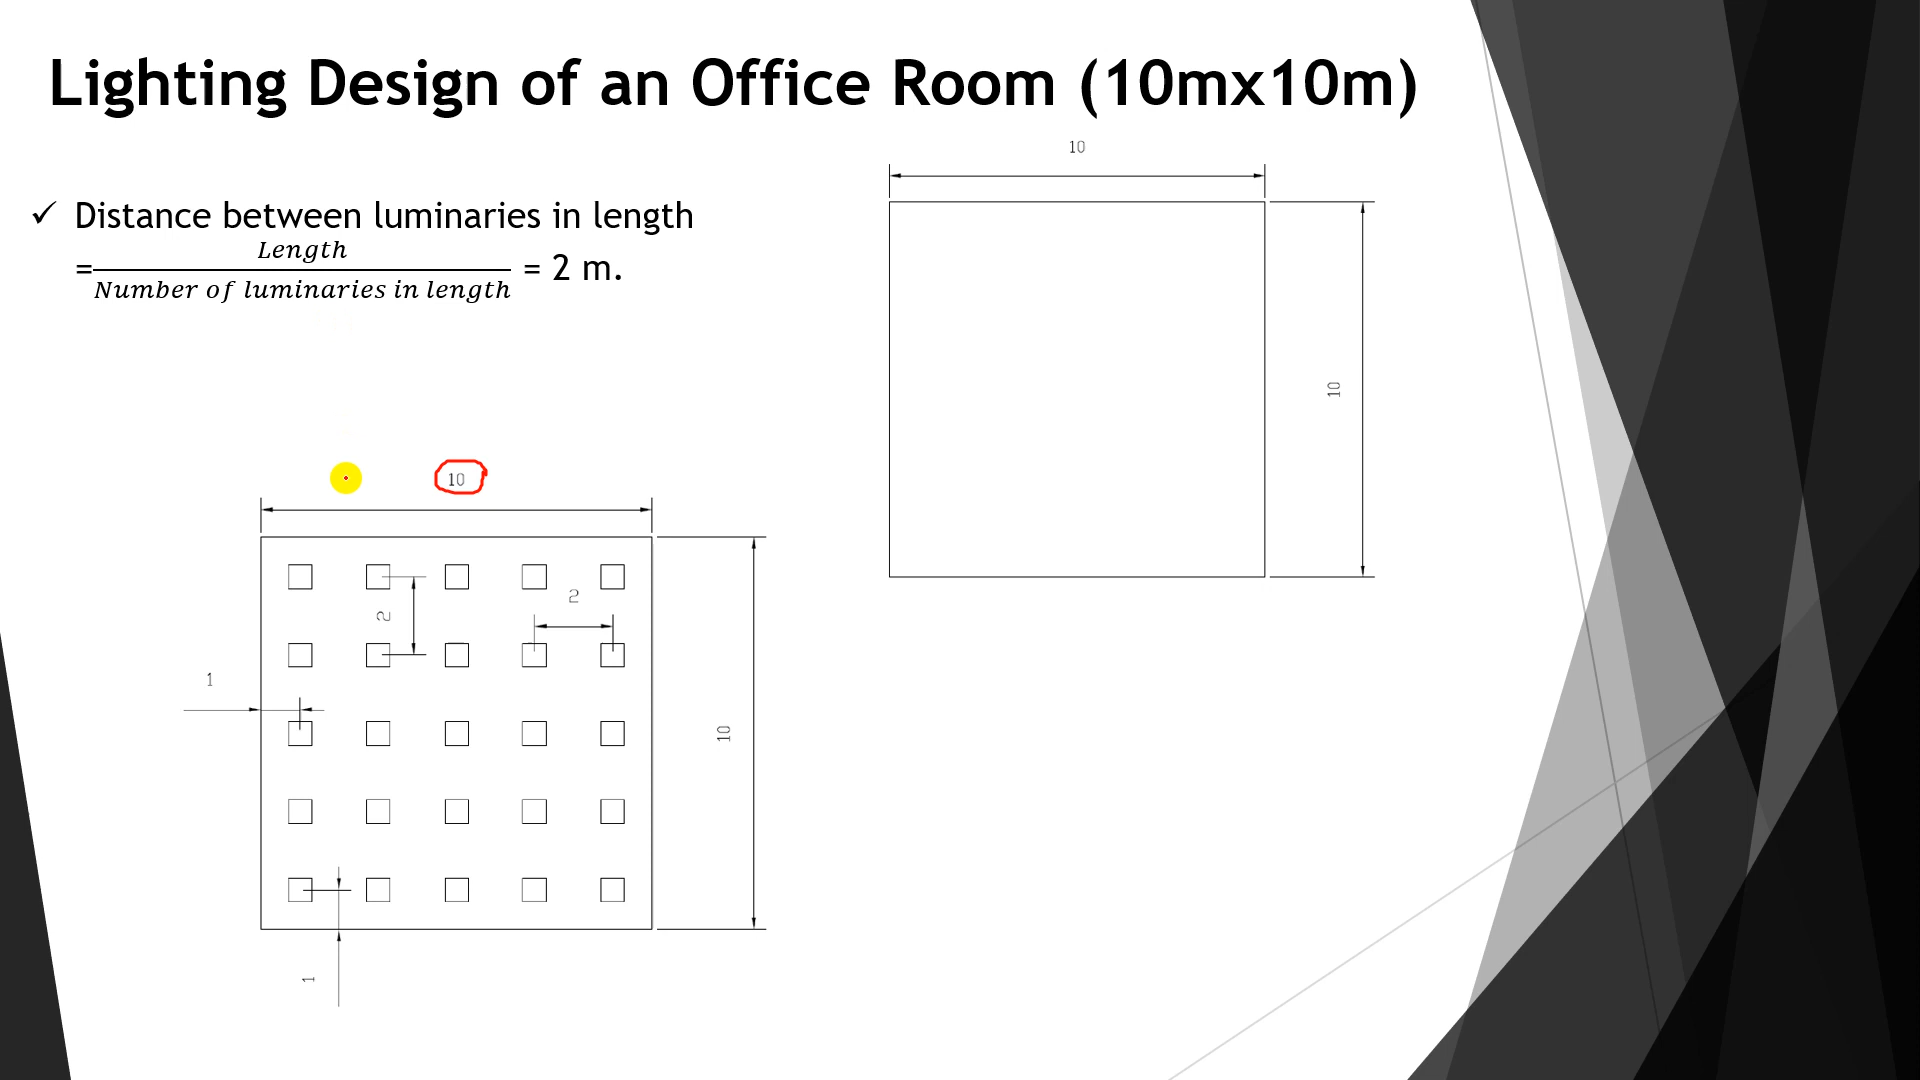 Lighting Design of an Office Room (10mx10m)
✓ Distance between luminaries in length
= Length / Number of luminaries in length = 2 m.
10
10
10
2
2
1
10
1